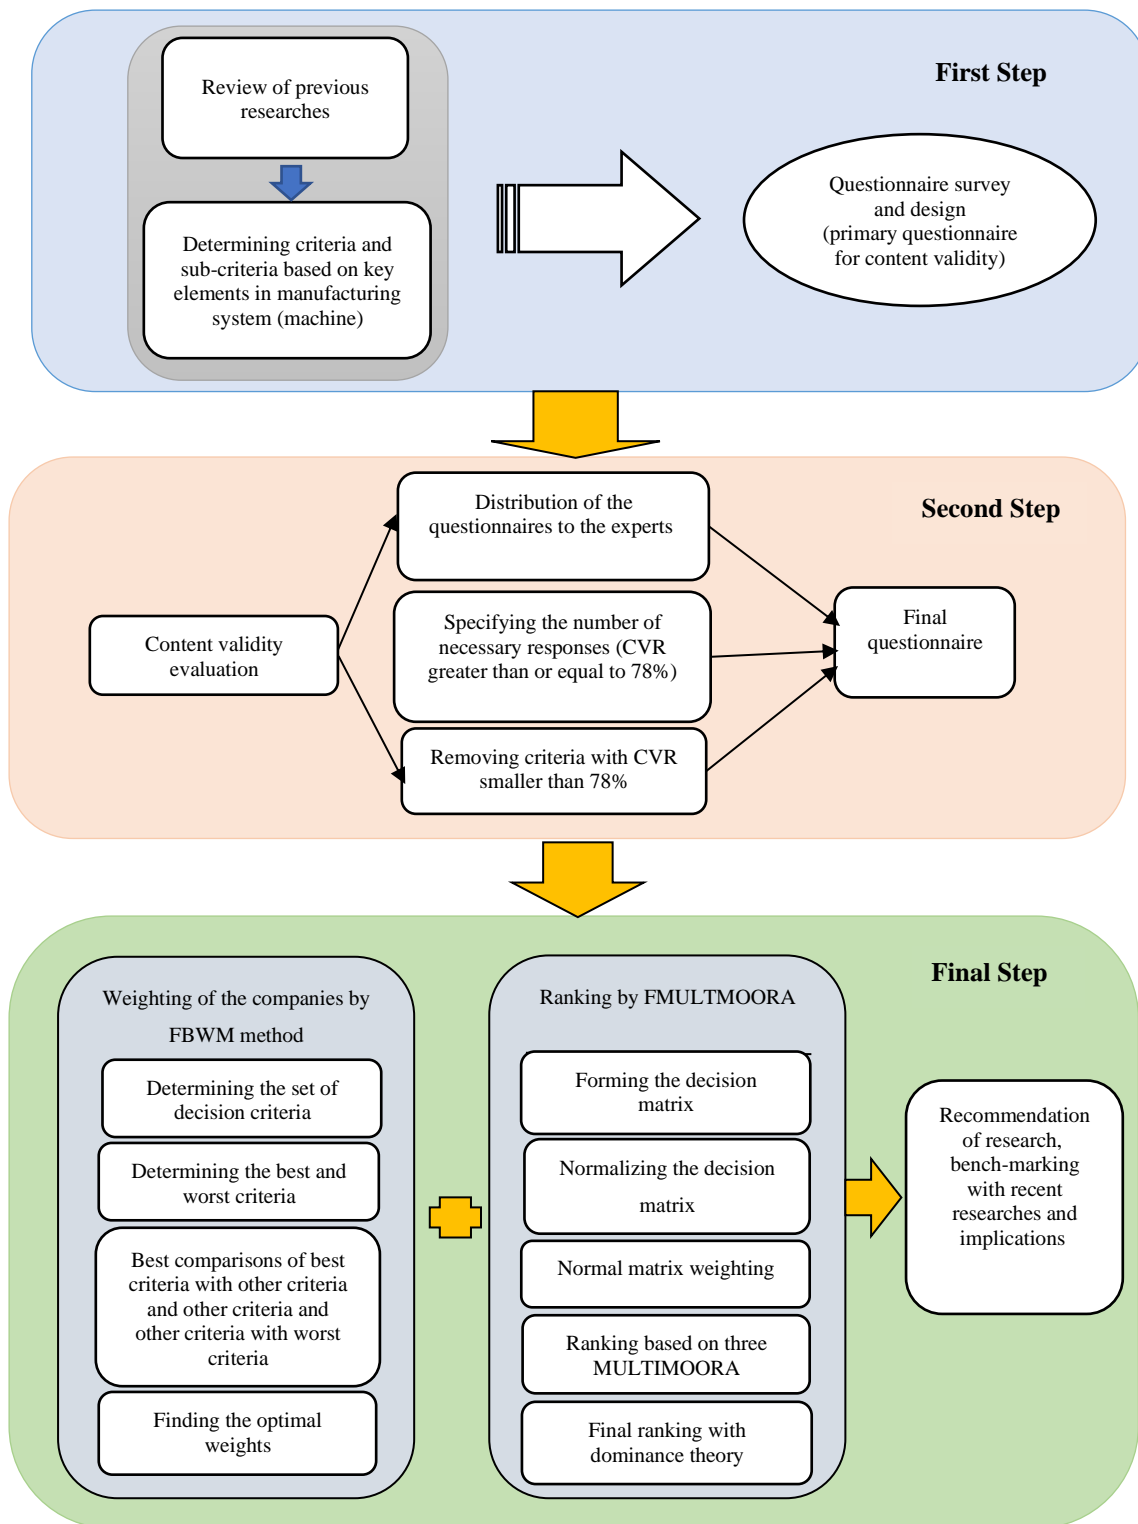 First Step
Review of previous
researches
Determining criteria and
sub-criteria based on key
elements in manufacturing
system (machine)
Questionnaire survey
and design
(primary questionnaire
for content validity)
Second Step
Content validity
evaluation
Distribution of the
questionnaires to the experts
Specifying the number of
necessary responses (CVR
greater than or equal to 78%)
Removing criteria with CVR
smaller than 78%
Final
questionnaire
Final Step
Weighting of the companies by
FBWM method
Determining the set of
decision criteria
Determining the best and
worst criteria
Best comparisons of best
criteria with other criteria
and other criteria and
other criteria with worst
criteria
Finding the optimal
weights
Ranking by FMULTMOORA
Forming the decision
matrix
Normalizing the decision
matrix
Normal matrix weighting
Ranking based on three
MULTIMOORA
Final ranking with
dominance theory
Recommendation
of research,
bench-marking
with recent
researches and
implications